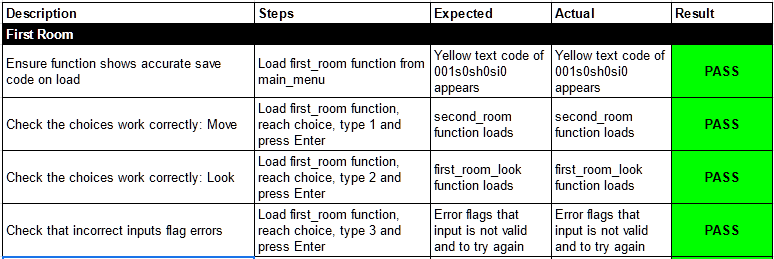 Description Steps Expected Actual Result
First Room
Ensure function shows accurate save code on load Load first_room function from main_menu Yellow text code of 001s0sh0si0 appears Yellow text code of 001s0sh0si0 appears PASS
Check the choices work correctly: Move Load first_room function, reach choice, type 1 and press Enter second_room function loads second_room function loads PASS
Check the choices work correctly: Look Load first_room function, reach choice, type 2 and press Enter first_room_look function loads first_room_look function loads PASS
Check that incorrect inputs flag errors Load first_room function, reach choice, type 3 and press Enter Error flags that input is not valid and to try again Error flags that input is not valid and to try again PASS